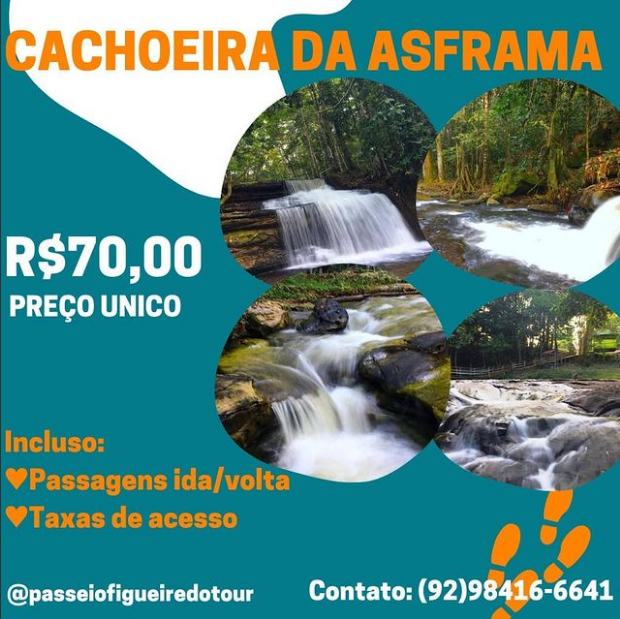 CACHOEIRA DA ASFRAMA
R$70,00
PREÇO UNICO
Incluso:
♥Passagens ida/volta
♥Taxas de acesso
@passeiofigueiredotour
Contato: (92)98416-6641